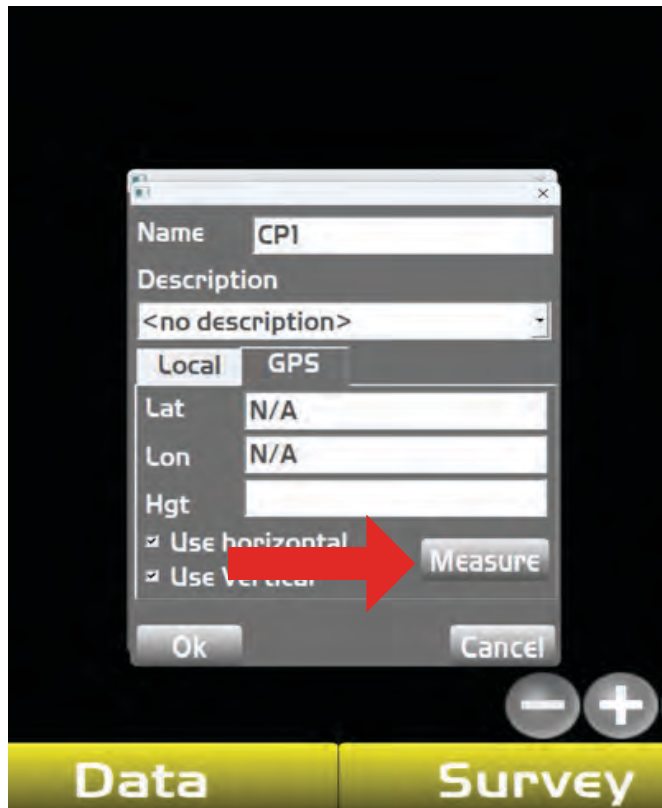 Name CP1
Description
<no description>
Local GPS
Lat N/A
Lon N/A
Hgt
Use horizontal
Use Vertical
Measure
Ok Cancel
Data Survey